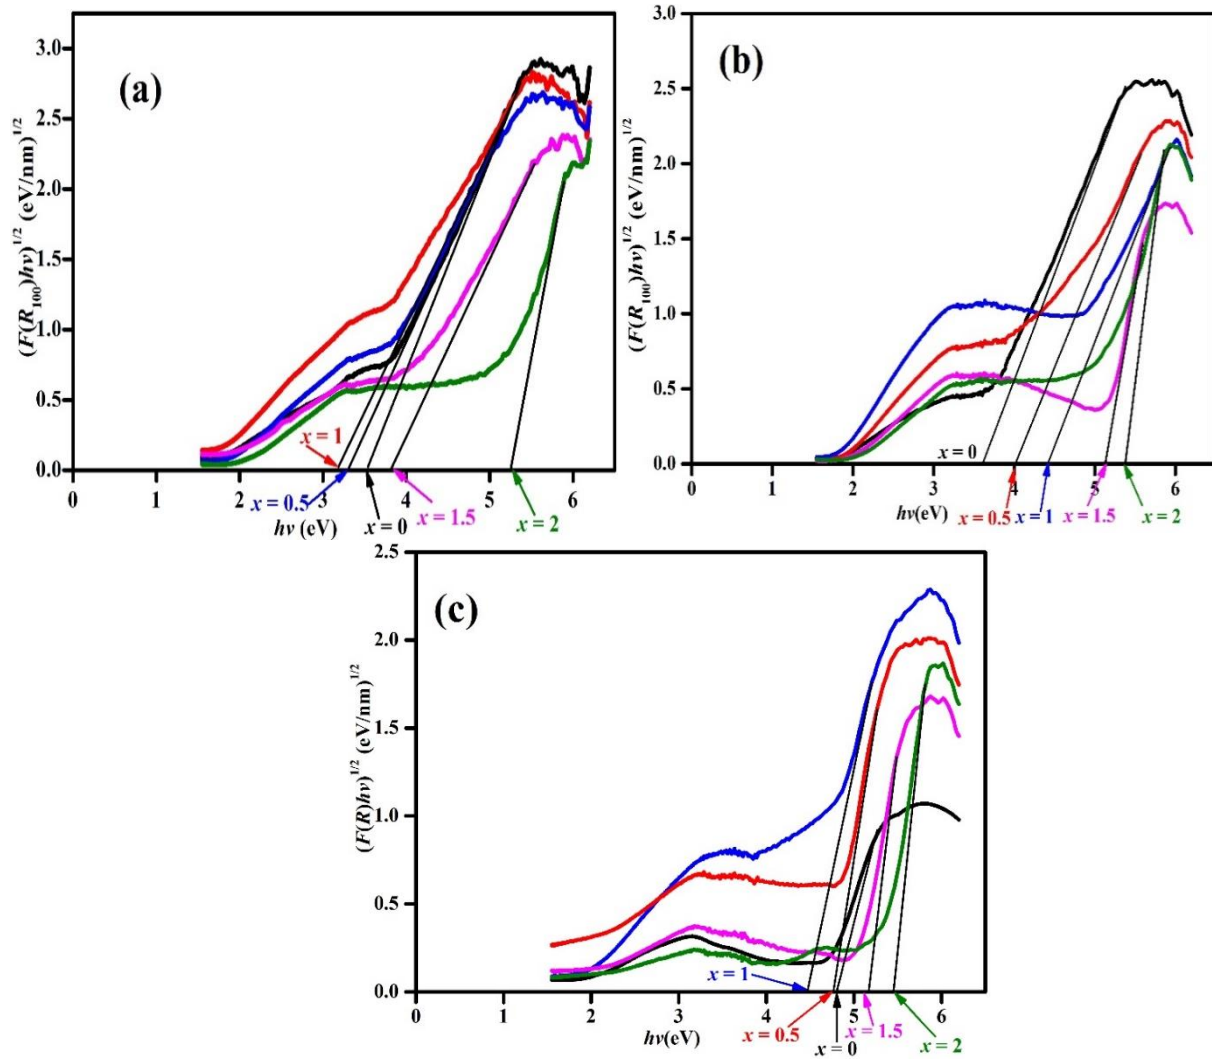 (a)
(F(R₁₀₀)hν)^1/2 (eV/nm)^1/2
3.0
2.5
2.0
1.5
1.0
0.5
0.0
x = 1
0 1 2 3 4 5 6
x = 0.5
hν (eV)
x = 0
x = 1.5
x = 2
(b)
(F(R₁₀₀)hν)^1/2 (eV/nm)^1/2
3.0
2.5
2.0
1.5
1.0
0.5
0.0
x = 0
0 1 2 3 4 5 6
hν(eV)
x = 0.5
x = 1
x = 1.5
x = 2
(c)
(F(R)hν)^1/2 (eV/nm)^1/2
2.5
2.0
1.5
1.0
0.5
0.0
x = 1
0 1 2 3 4 5 6
hν(eV)
x = 0.5
x = 0
x = 1.5
x = 2